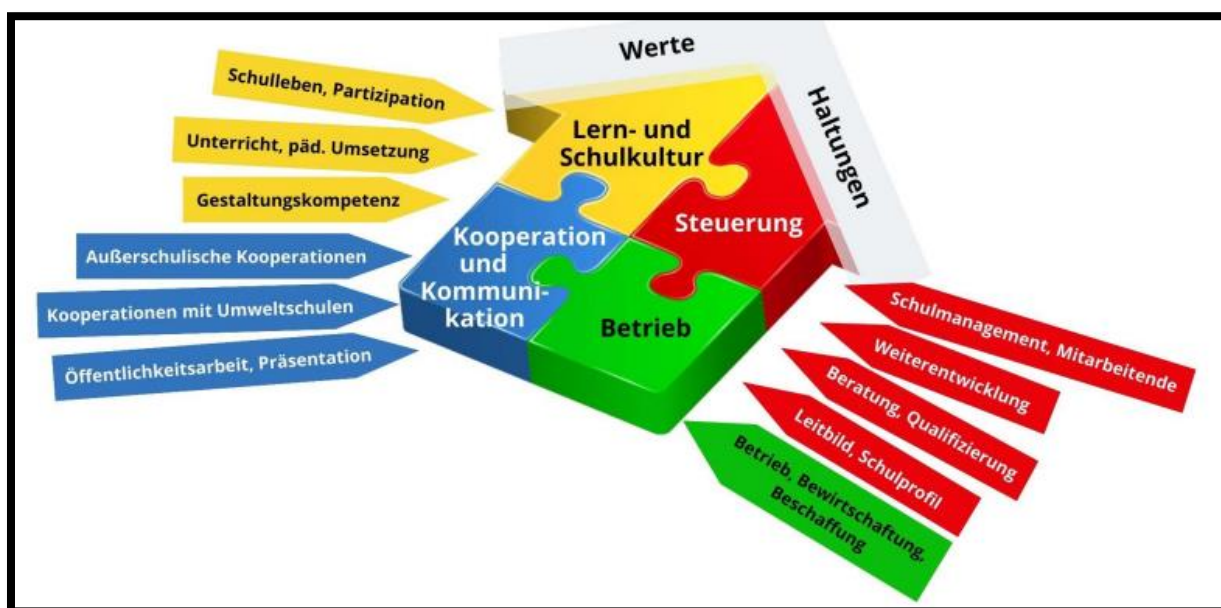 Werte
Haltungen
Schulleben, Partizipation
Unterricht, päd. Umsetzung
Gestaltungskompetenz
Außerschulische Kooperationen
Kooperationen mit Umweltschulen
Öffentlichkeitsarbeit, Präsentation
Lern- und
Schulkultur
Steuerung
Kooperation
und
Kommuni-
kation
Betrieb
Schulmanagement, Mitarbeitende
Weiterentwicklung
Beratung, Qualifizierung
Leitbild, Schulprofil
Betrieb, Bewirtschaftung,
Beschaffung